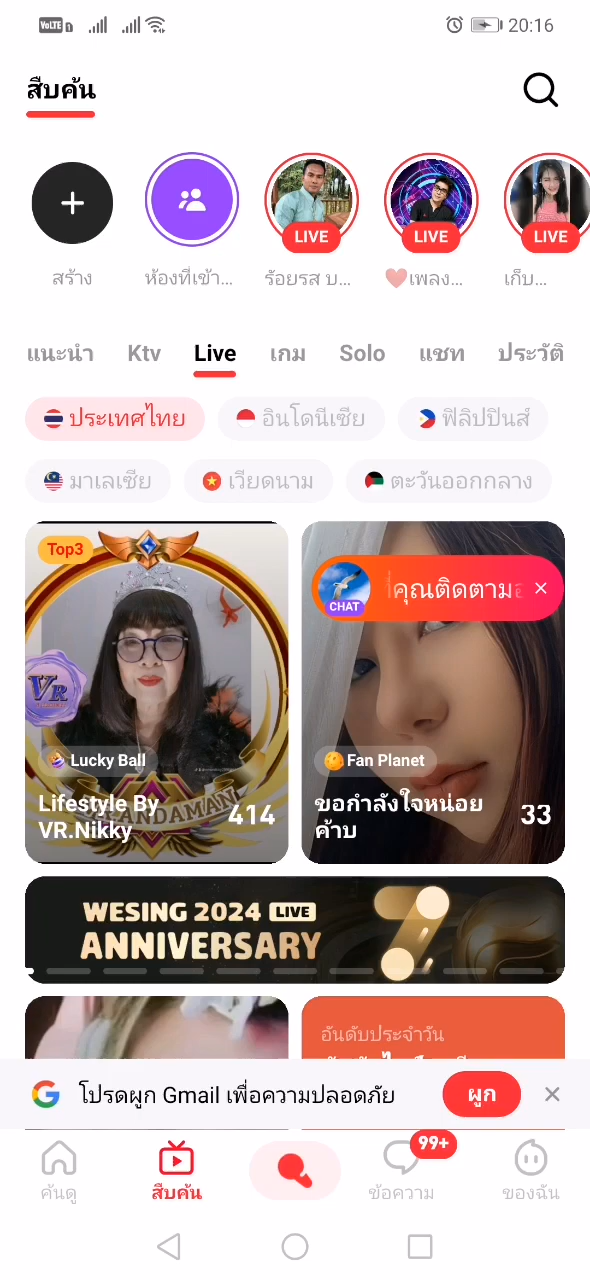 VoLTE 1
20:16
สืบค้น
LIVE
LIVE
LIVE
สร้าง
ห้องที่เข้า...
ร้อยรส บ...
❤️เพลง...
เก็บ...
แนะนำ
Ktv
Live
เกม
Solo
แชท
ประวัติ
ประเทศไทย
อินโดนีเซีย
ฟิลิปปินส์
มาเลเซีย
เวียดนาม
ตะวันออกกลาง
Top3
คุณติดตาม
CHAT
VR
Lucky Ball
Fan Planet
Lifestyle By
VR.Nikky
414
ขอกำลังใจหน่อย
ค้าบ
33
WESING 2024 LIVE
ANNIVERSARY
7
อันดับประจำวัน
โปรดผูก Gmail เพื่อความปลอดภัย
ผูก
99+
ค้นดู
สืบค้น
ข้อความ
ของฉัน